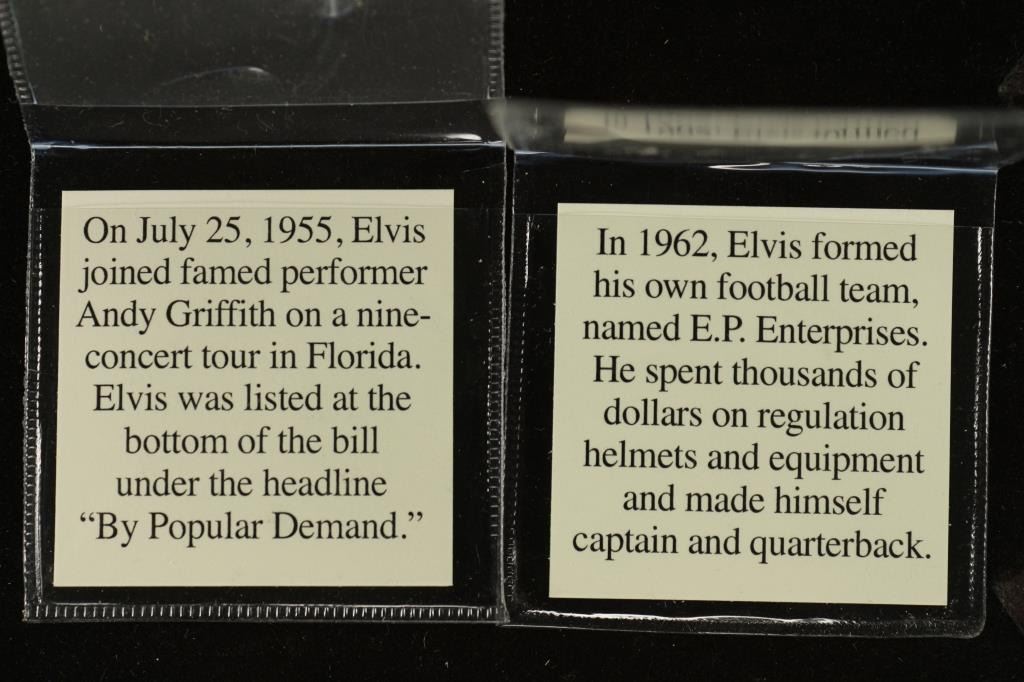 On July 25, 1955, Elvis
joined famed performer
Andy Griffith on a nine-
concert tour in Florida.
Elvis was listed at the
bottom of the bill
under the headline
“By Popular Demand.”
In 1962, Elvis formed
his own football team,
named E.P. Enterprises.
He spent thousands of
dollars on regulation
helmets and equipment
and made himself
captain and quarterback.